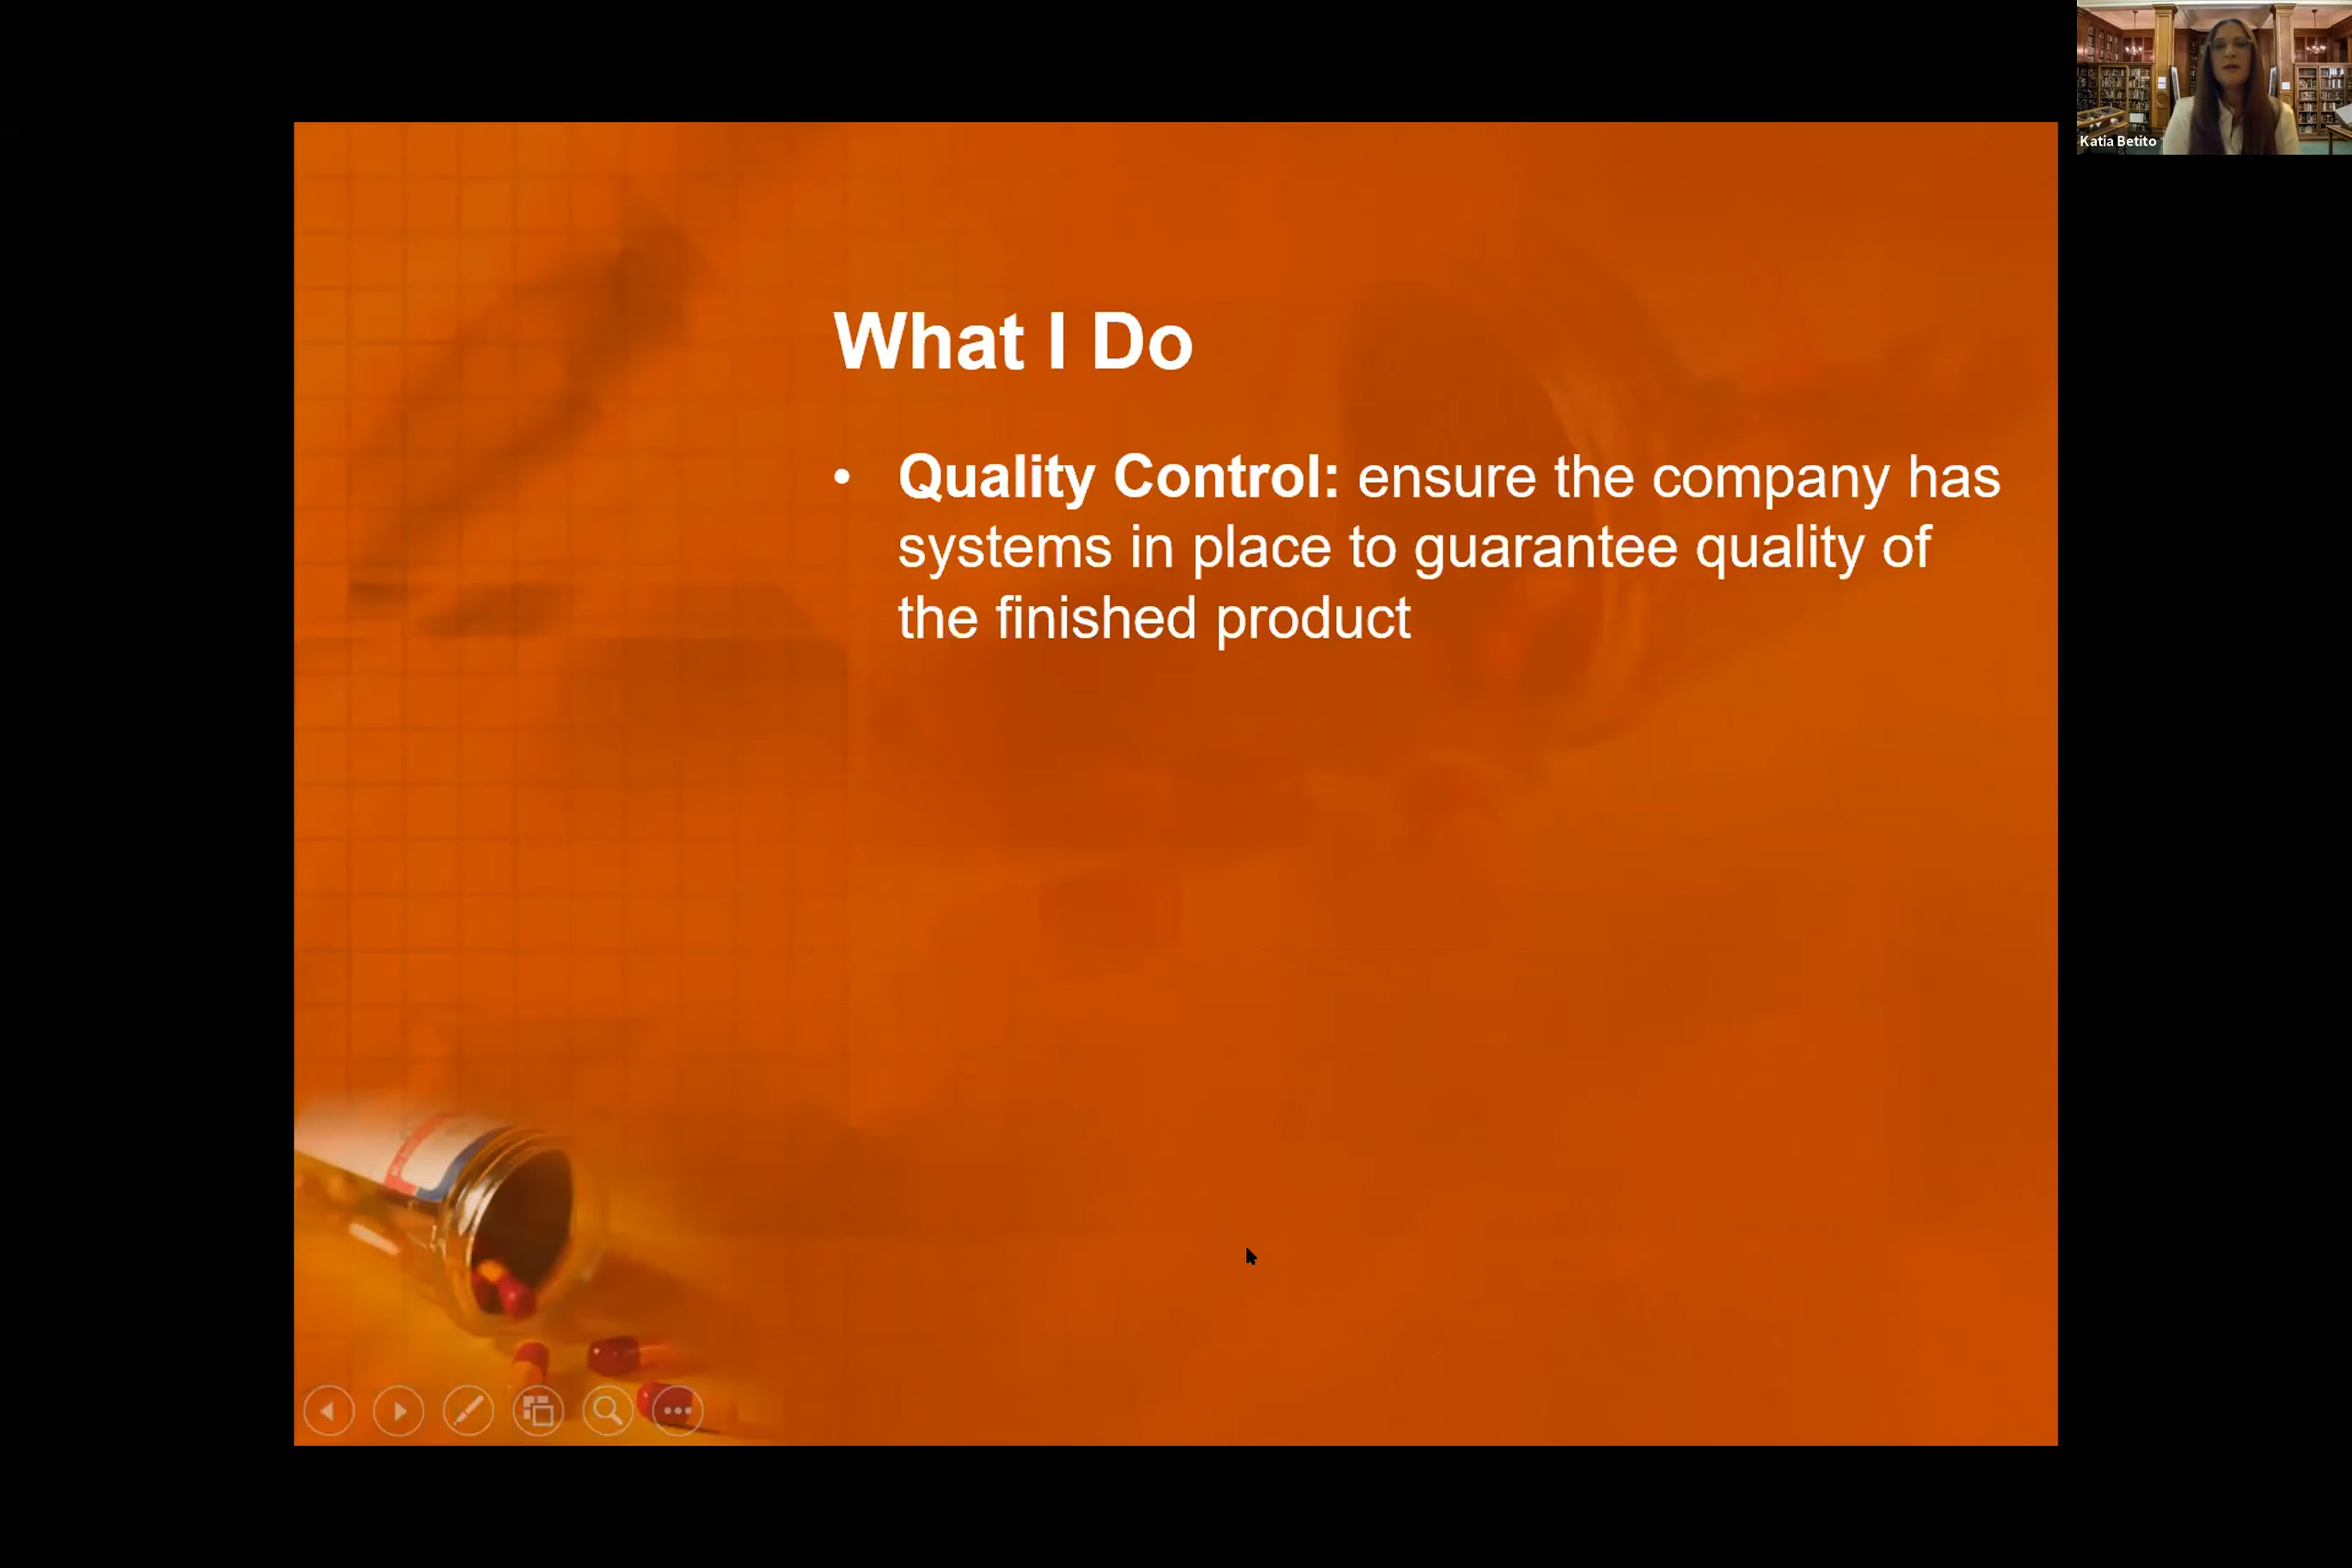 Katia Betito
What I Do
• Quality Control: ensure the company has
systems in place to guarantee quality of
the finished product